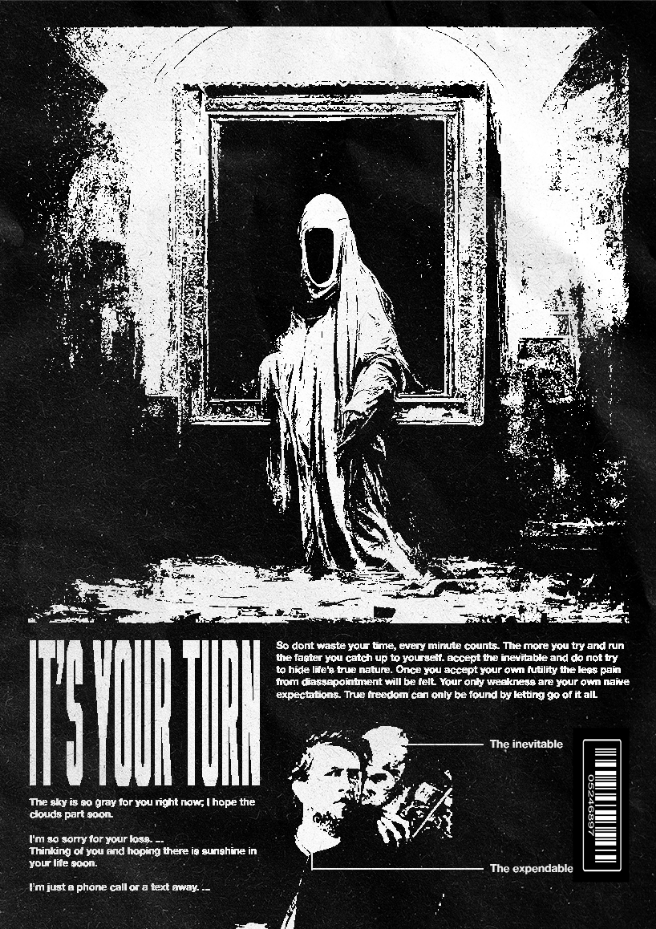 IT'S YOUR TURN
So dont waste your time, every minute counts. The more you try and run
the faster you catch up to yourself. accept the inevitable and do not try
to hide life's true nature. Once you accept your own futility the less pain
from diassapointment will be felt. Your only weakness are your own naive
expectations. True freedom can only be found by letting go of it all.
The sky is so gray for you right now; I hope the
clouds part soon.
I'm so sorry for your loss. ...
Thinking of you and hoping there is sunshine in
your life soon.
I'm just a phone call or a text away. ...
The inevitable
The expendable
05246897